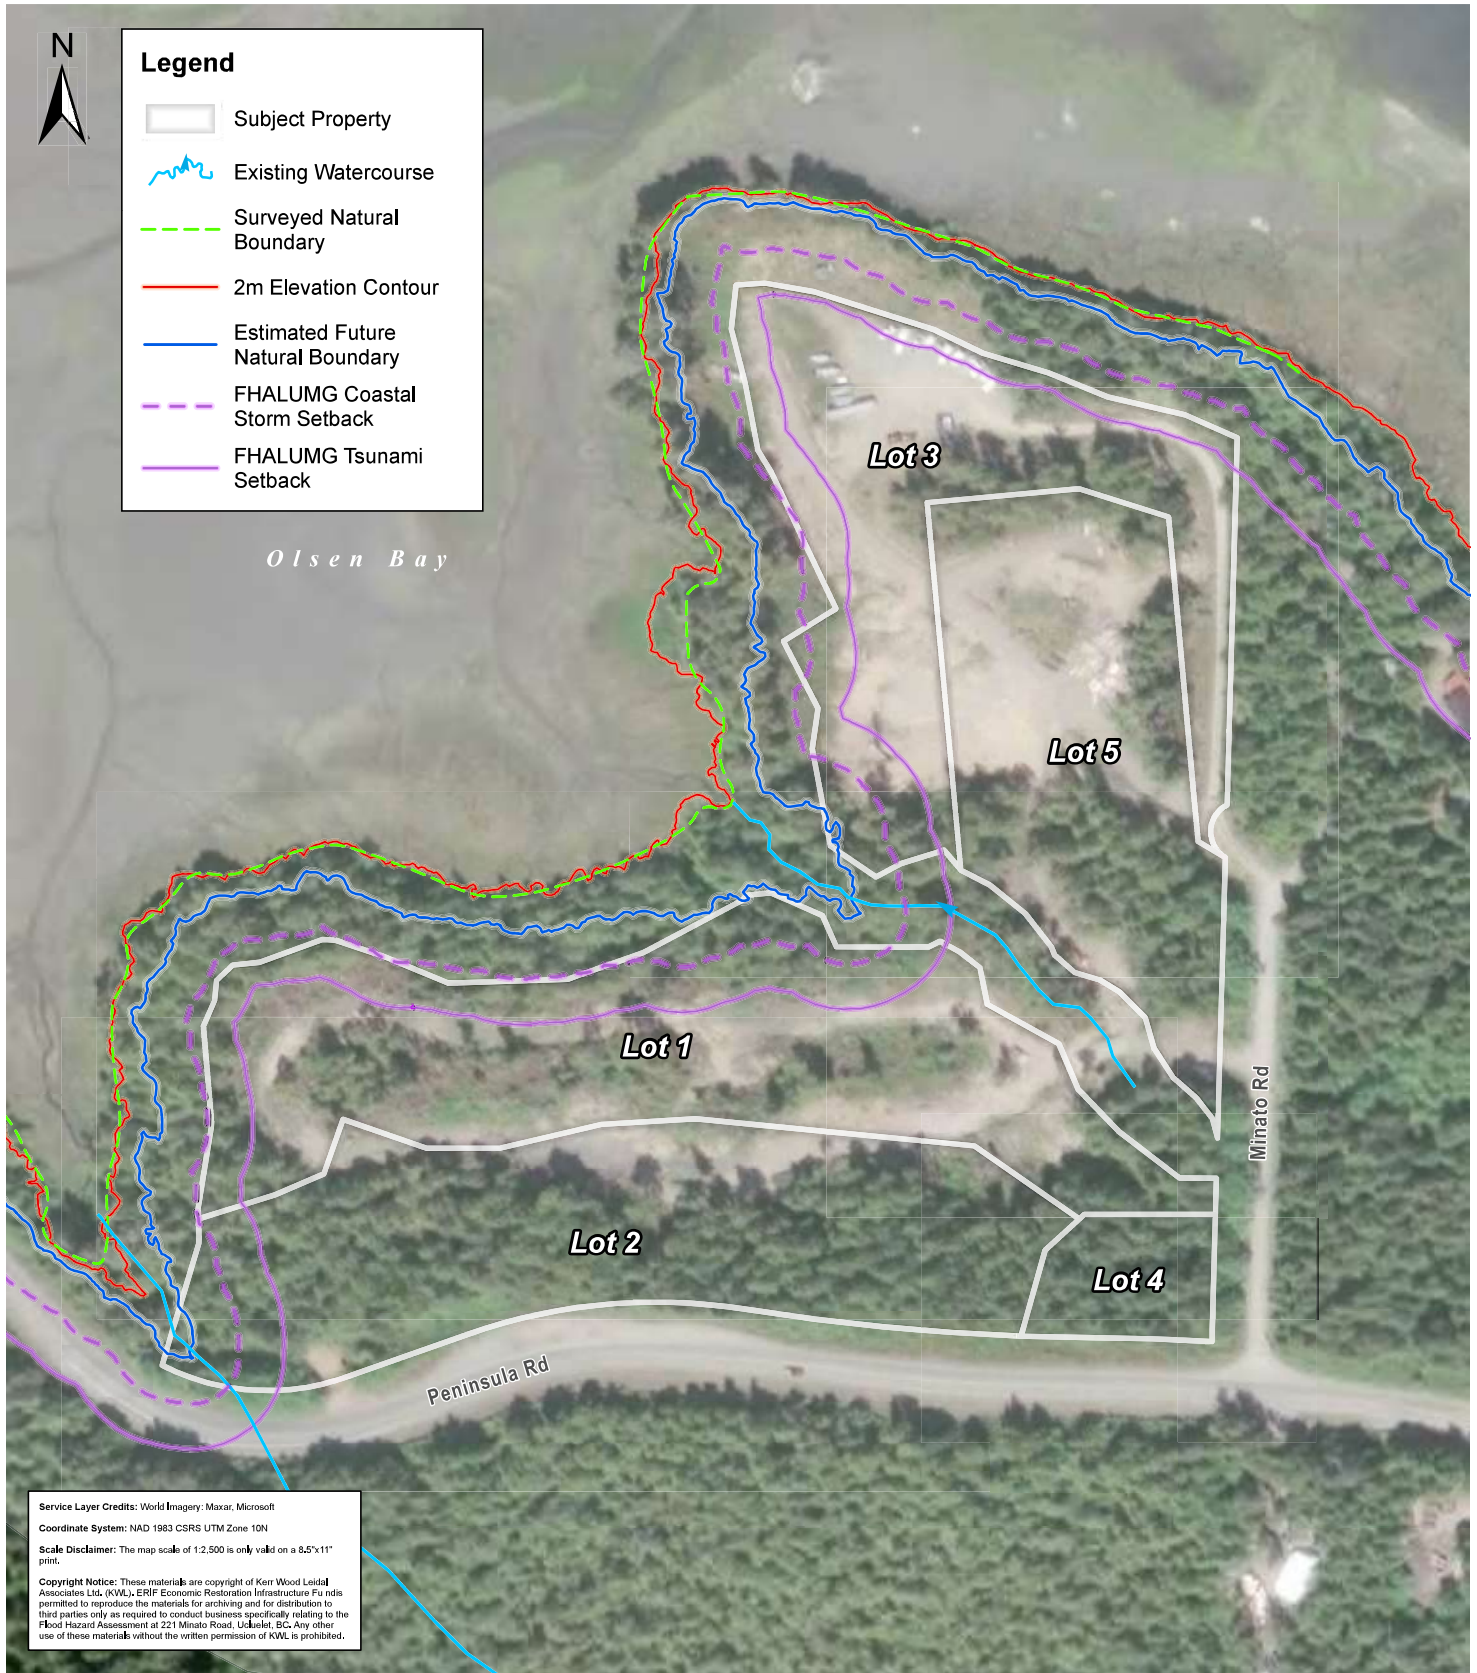 N
Legend
Subject Property
Existing Watercourse
Surveyed Natural
Boundary
2m Elevation Contour
Estimated Future
Natural Boundary
FHALUMG Coastal
Storm Setback
FHALUMG Tsunami
Setback
Olsen Bay
Lot 3
Lot 5
Lot 1
Lot 2
Lot 4
Minato Rd
Peninsula Rd
Service Layer Credits: World Imagery: Maxar, Microsoft
Coordinate System: NAD 1983 CSRS UTM Zone 10N
Scale Disclaimer: The map scale of 1:2,500 is only valid on a 8.5"x11"
print.
Copyright Notice: These materials are copyright of Kerr Wood Leidal
Associates Ltd. (KWL). ERIF Economic Restoration Infrastructure Fu ndis
permitted to reproduce the materials for archiving and for distribution to
third parties only as required to conduct business specifically relating to the
Flood Hazard Assessment at 221 Minato Road, Ucluelet, BC. Any other
use of these materials without the written permission of KWL is prohibited.